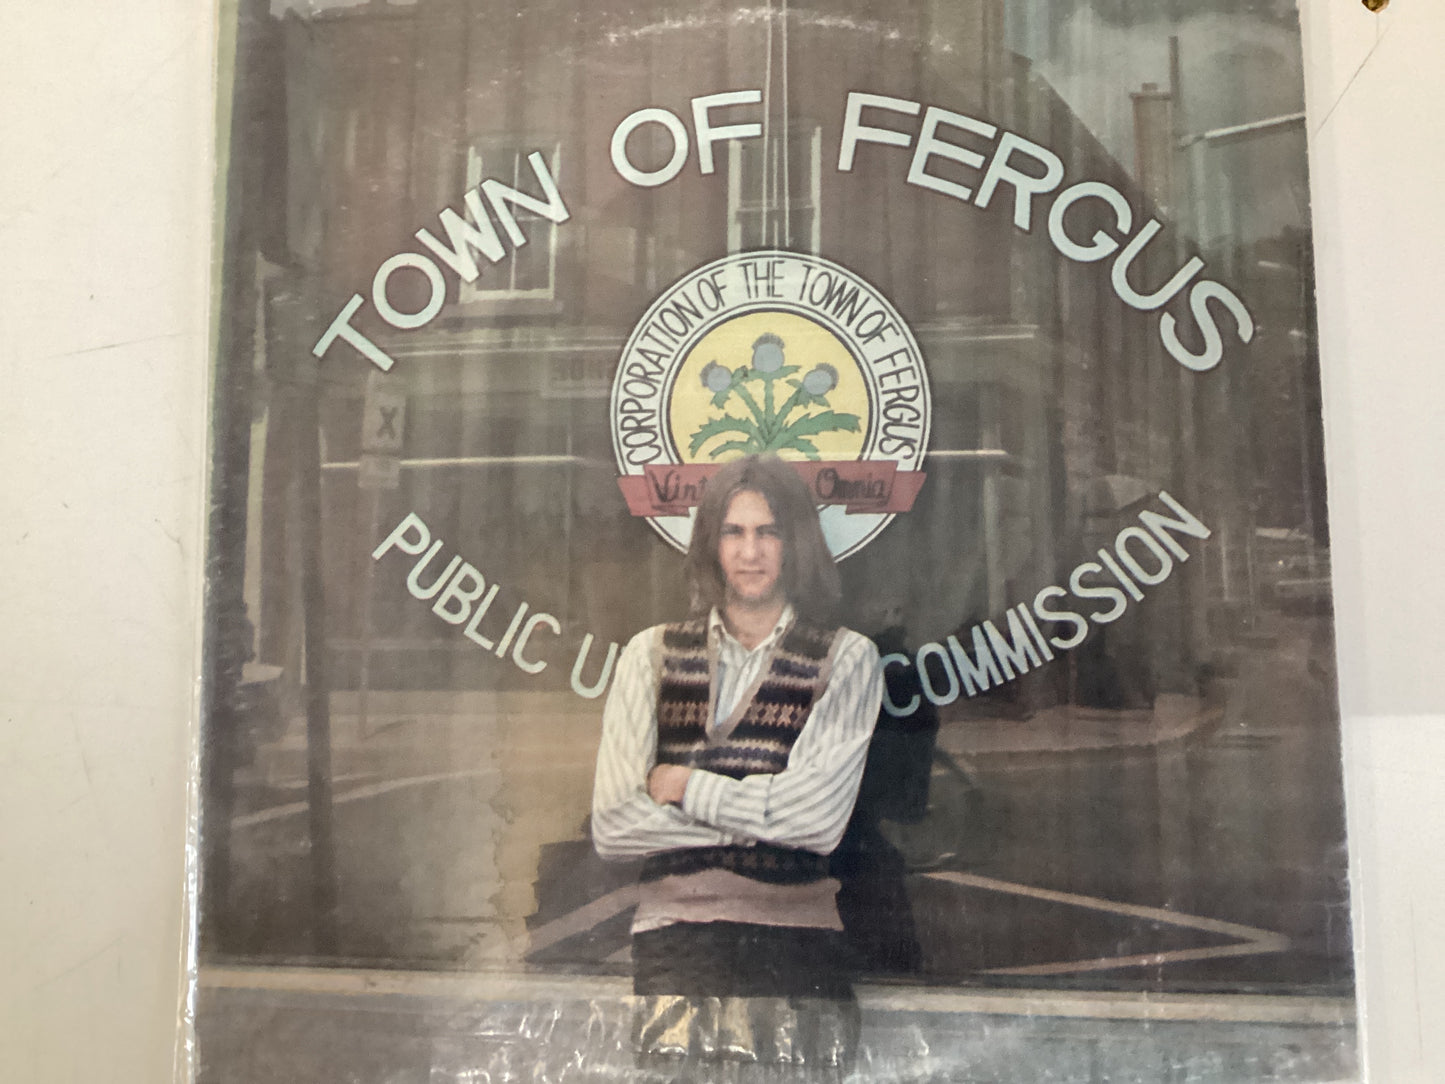 TOWN OF FERGUS
CORPORATION OF THE TOWN OF FERGUS
Omnia
PUBLIC COMMISSION
X